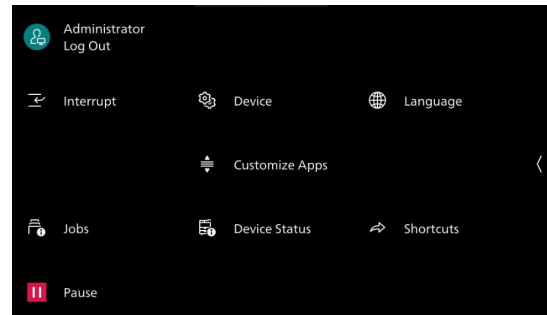 Administrator
Log Out
Interrupt
Device
Language
Customize Apps
Jobs
Device Status
Shortcuts
Pause